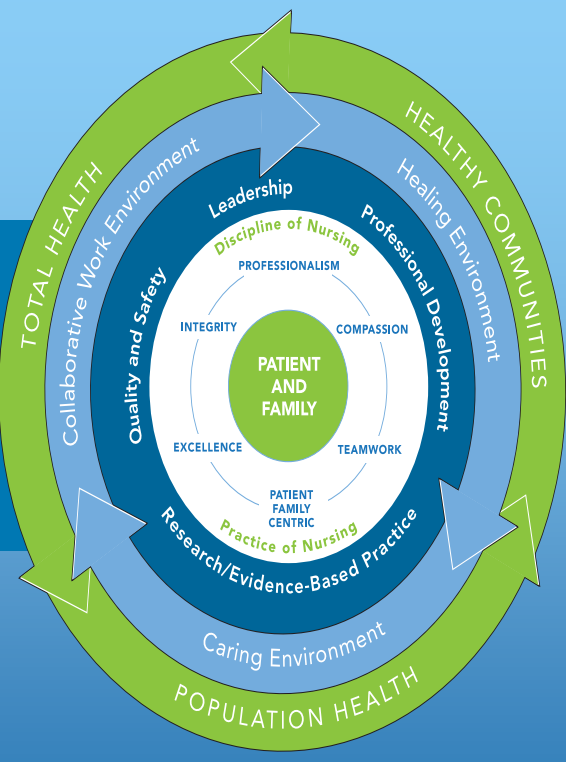 TOTAL HEALTH
HEALTHY COMMUNITIES
POPULATION HEALTH
Collaborative Work Environment
Healing Environment
Caring Environment
Leadership
Quality and Safety
Professional Development
Research/Evidence-Based Practice
Discipline of Nursing
PROFESSIONALISM
INTEGRITY
COMPASSION
PATIENT
AND
FAMILY
EXCELLENCE
TEAMWORK
PATIENT
FAMILY
CENTRIC
Practice of Nursing